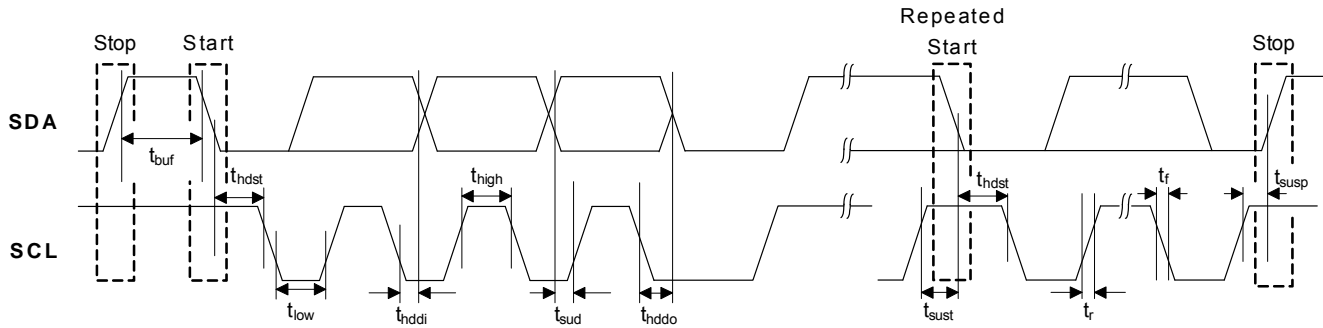 Repeated
Stop Start Start Stop
SDA
t_buf
t_hdst t_high t_hdst t_f t_susp
SCL
t_low t_hddi t_sud t_hddo t_sust t_r